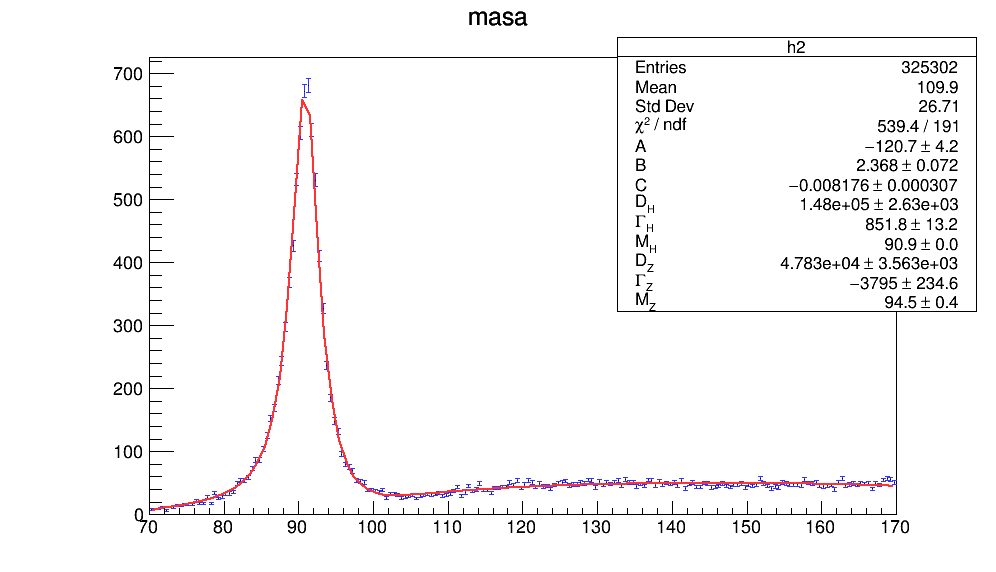 masa
h2
Entries 325302
Mean 109.9
Std Dev 26.71
χ² / ndf 539.4 / 191
A −120.7 ± 4.2
B 2.368 ± 0.072
C −0.008176 ± 0.000307
D_H 1.48e+05 ± 2.63e+03
Γ_H 851.8 ± 13.2
M_H 90.9 ± 0.0
D_Z 4.783e+04 ± 3.563e+03
Γ_Z −3795 ± 234.6
M_Z 94.5 ± 0.4
700
600
500
400
300
200
100
0
70 80 90 100 110 120 130 140 150 160 170